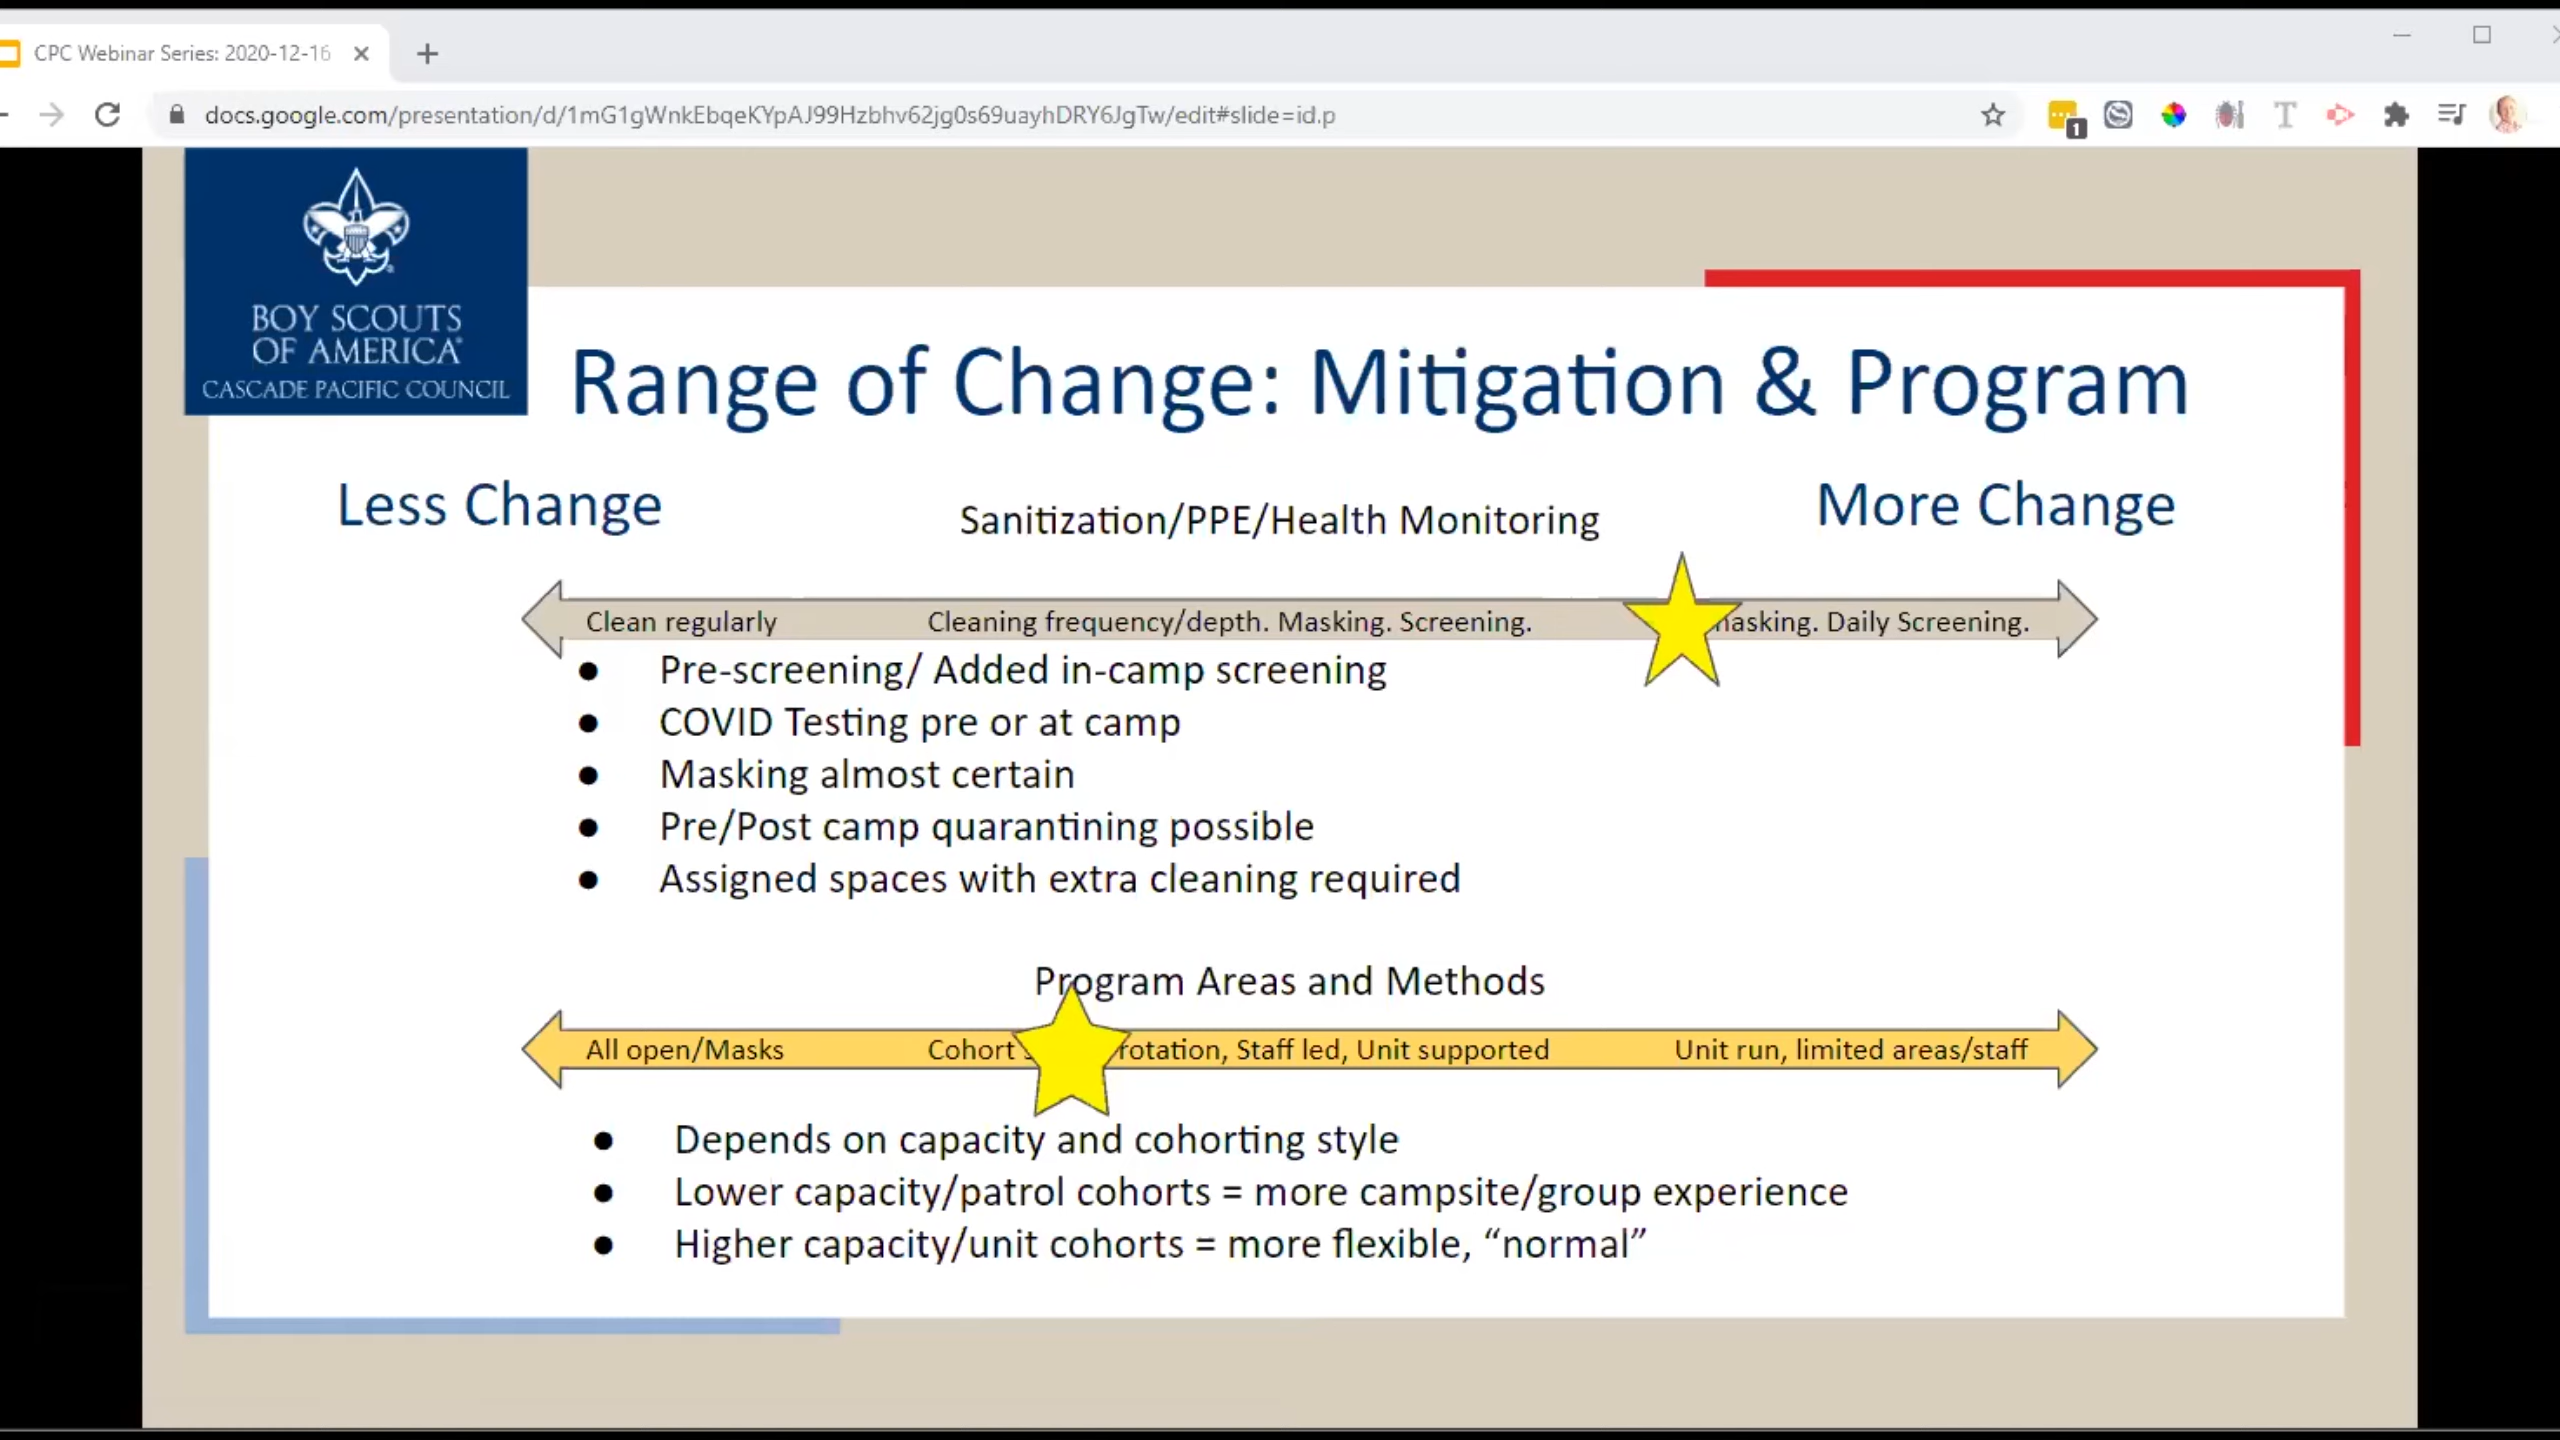 CPC Webinar Series: 2020-12-16
docs.google.com/presentation/d/1mG1gWnkEbqeKYpAJ99Hzbhv62jg0s69uayhDRY6JgTw/edit#slide=id.p
1
BOY SCOUTS
OF AMERICA
CASCADE PACIFIC COUNCIL
Range of Change: Mitigation & Program
Less Change
Sanitization/PPE/Health Monitoring
More Change
Clean regularly Cleaning frequency/depth. Masking. Screening. Daily Screening.
● Pre-screening/ Added in-camp screening
● COVID Testing pre or at camp
● Masking almost certain
● Pre/Post camp quarantining possible
● Assigned spaces with extra cleaning required
Program Areas and Methods
All open/Masks Cohort rotation, Staff led, Unit supported Unit run, limited areas/staff
● Depends on capacity and cohorting style
● Lower capacity/patrol cohorts = more campsite/group experience
● Higher capacity/unit cohorts = more flexible, “normal”